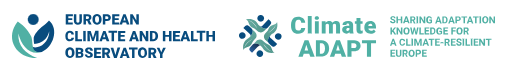 EUROPEAN
CLIMATE AND HEALTH
OBSERVATORY
Climate
ADAPT
SHARING ADAPTATION
KNOWLEDGE FOR
A CLIMATE-RESILIENT
EUROPE